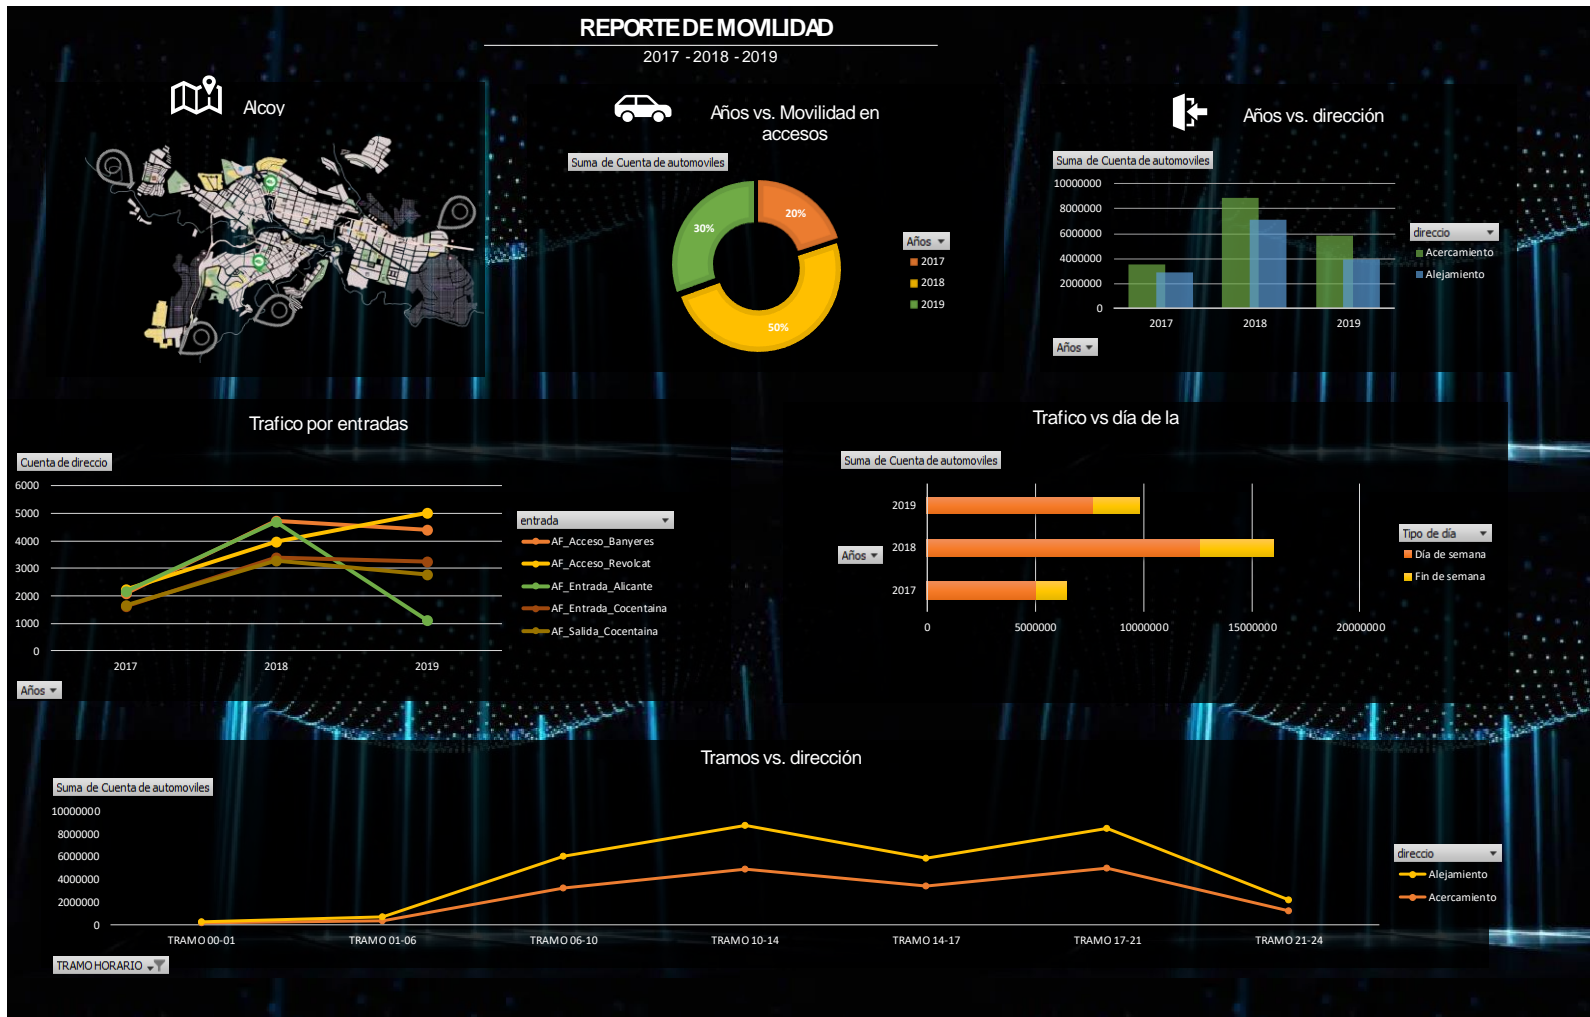 REPORTE DE MOVILIDAD
2017 - 2018 - 2019
Alcoy
Años vs. Movilidad en
accesos
Suma de Cuenta de automoviles
20%
30%
50%
Años
2017
2018
2019
Años vs. dirección
Suma de Cuenta de automoviles
10000000
8000000
6000000
4000000
2000000
0
2017
2018
2019
direccio
Acercamiento
Alejamiento
Años
Trafico por entradas
Cuenta de direccio
6000
5000
4000
3000
2000
1000
0
2017
2018
2019
entrada
AF_Acceso_Banyeres
AF_Acceso_Revolcat
AF_Entrada_Alicante
AF_Entrada_Cocentaina
AF_Salida_Cocentaina
Años
Trafico vs día de la
Suma de Cuenta de automoviles
2019
2018
2017
Años
0
5000000
10000000
15000000
20000000
Tipo de día
Día de semana
Fin de semana
Tramos vs. dirección
Suma de Cuenta de automoviles
10000000
8000000
6000000
4000000
2000000
0
TRAMO 00-01
TRAMO 01-06
TRAMO 06-10
TRAMO 10-14
TRAMO 14-17
TRAMO 17-21
TRAMO 21-24
direccio
Alejamiento
Acercamiento
TRAMO HORARIO